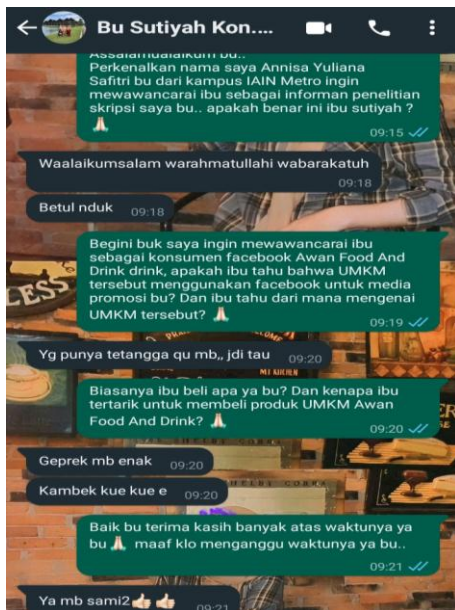 Bu Sutiyah Kon....
Assalamualaikum bu..
Perkenalkan nama saya Annisa Yuliana
Safitri bu dari kampus IAIN Metro ingin
mewawancarai ibu sebagai informan penelitian
skripsi saya bu.. apakah benar ini ibu sutiyah ?
🙏🏻
09:15
Waalaikumsalam warahmatullahi wabarakatuh
09:18
Betul nduk 09:18
Begini buk saya ingin mewawancarai ibu
sebagai konsumen facebook Awan Food And
Drink drink, apakah ibu tahu bahwa UMKM
tersebut menggunakan facebook untuk media
promosi bu? Dan ibu tahu dari mana mengenai
UMKM tersebut? 🙏🏻
09:19
Yg punya tetangga qu mb,, jdi tau 09:20
Biasanya ibu beli apa ya bu? Dan kenapa ibu
tertarik untuk membeli produk UMKM Awan
Food And Drink? 🙏🏻
09:20
Geprek mb enak 09:20
Kambek kue kue e 09:20
Baik bu terima kasih banyak atas waktunya ya
bu 🙏🏻 maaf klo menganggu waktunya ya bu..
09:21
Ya mb sami2👍🏻👍🏻 09:21